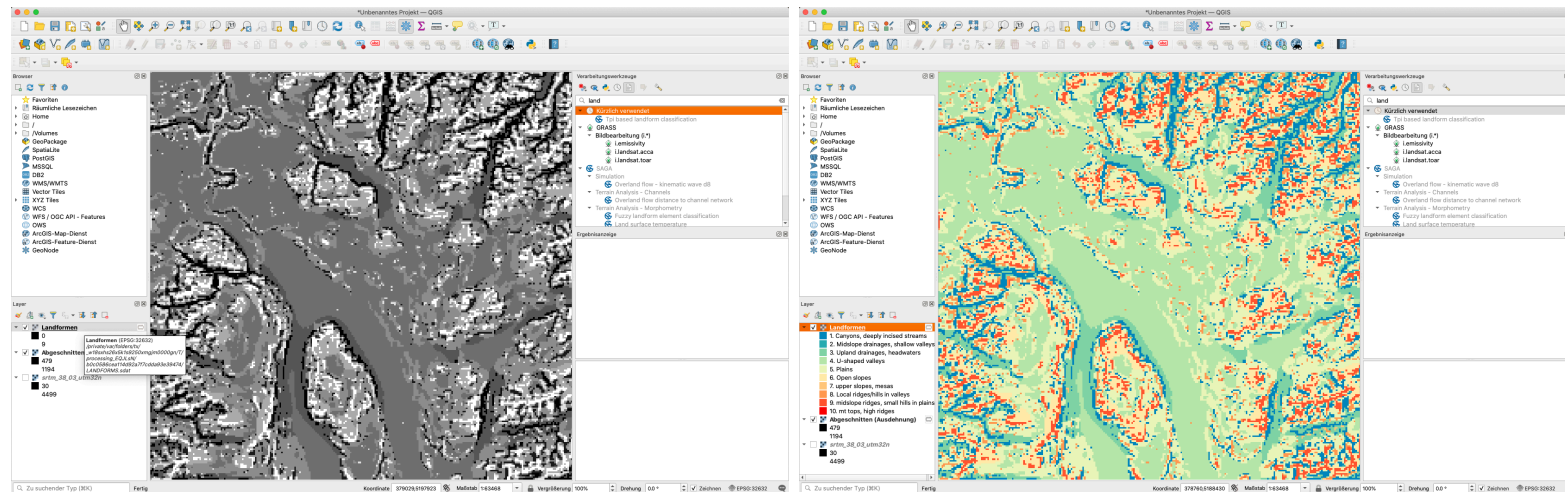 *Unbenanntes Projekt — QGIS
Browser
Favoriten
Räumliche Lesezeichen
Home
/
/Volumes
GeoPackage
SpatiaLite
PostGIS
MSSQL
DB2
WMS/WMTS
Vector Tiles
XYZ Tiles
WCS
WFS / OGC API - Features
OWS
ArcGIS-Map-Dienst
ArcGIS-Feature-Dienst
GeoNode
Layer
Landformen
0
9
Abgeschnitten
479
1194
srtm_38_03_utm32n
30
4499
Landformen (EPSG:32632)
processing_EQJLsh/
LANDFORMS.sdat
Verarbeitungswerkzeuge
land
Kürzlich verwendet
Tpi based landform classification
GRASS
Bildbearbeitung (i.*)
i.emissivity
i.landsat.acca
i.landsat.toar
SAGA
Simulation
Overland flow - kinematic wave d8
Terrain Analysis - Channels
Overland flow distance to channel network
Terrain Analysis - Morphometry
Fuzzy landform element classification
Land surface temperature
Ergebnisanzeige
Zu suchender Typ (⌘K)
Fertig
Koordinate 379029,5197923
Maßstab 1:63468
Vergrößerung 100%
Drehung 0,0 °
Zeichnen
EPSG:32632
*Unbenanntes Projekt — QGIS
Browser
Favoriten
Räumliche Lesezeichen
Home
/
/Volumes
GeoPackage
SpatiaLite
PostGIS
MSSQL
DB2
WMS/WMTS
Vector Tiles
XYZ Tiles
WCS
WFS / OGC API - Features
OWS
ArcGIS-Map-Dienst
ArcGIS-Feature-Dienst
GeoNode
Layer
Landformen
1. Canyons, deeply incised streams
2. Midslope drainages, shallow valleys
3. Upland drainages, headwaters
4. U-shaped valleys
5. Plains
6. Open slopes
7. upper slopes, mesas
8. Local ridges/hills in valleys
9. midslope ridges, small hills in plains
10. mt tops, high ridges
Abgeschnitten (Ausdehnung)
479
1194
srtm_38_03_utm32n
30
4499
Verarbeitungswerkzeuge
land
Kürzlich verwendet
Tpi based landform classification
GRASS
Bildbearbeitung (i.*)
i.emissivity
i.landsat.acca
i.landsat.toar
SAGA
Simulation
Overland flow - kinematic wave d8
Terrain Analysis - Channels
Overland flow distance to channel network
Terrain Analysis - Morphometry
Fuzzy landform element classification
Land surface temperature
Ergebnisanzeige
Zu suchender Typ (⌘K)
Fertig
Koordinate 378760,5188430
Maßstab 1:63468
Vergrößerung 100%
Drehung 0,0 °
Zeichnen
EPSG:32632